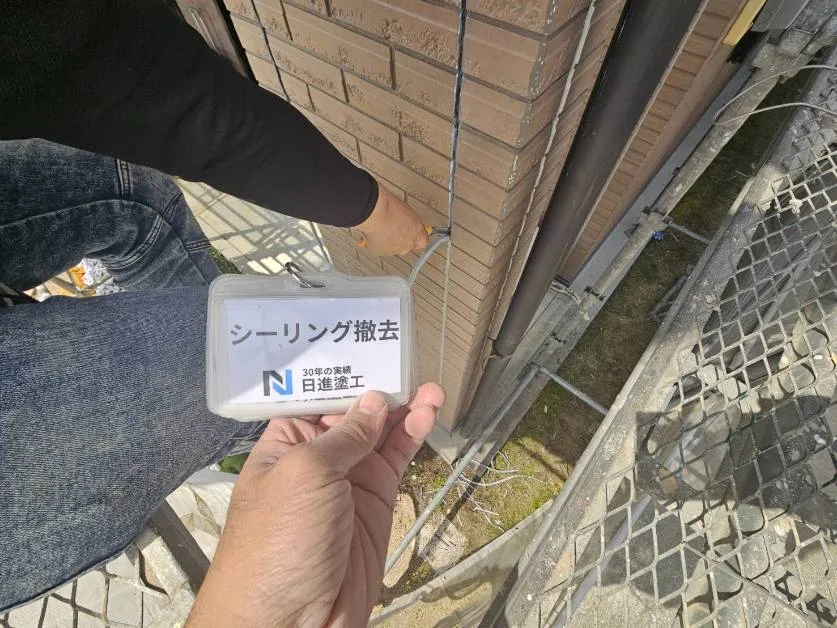 シーリング撤去
30年の実績
日進塗工